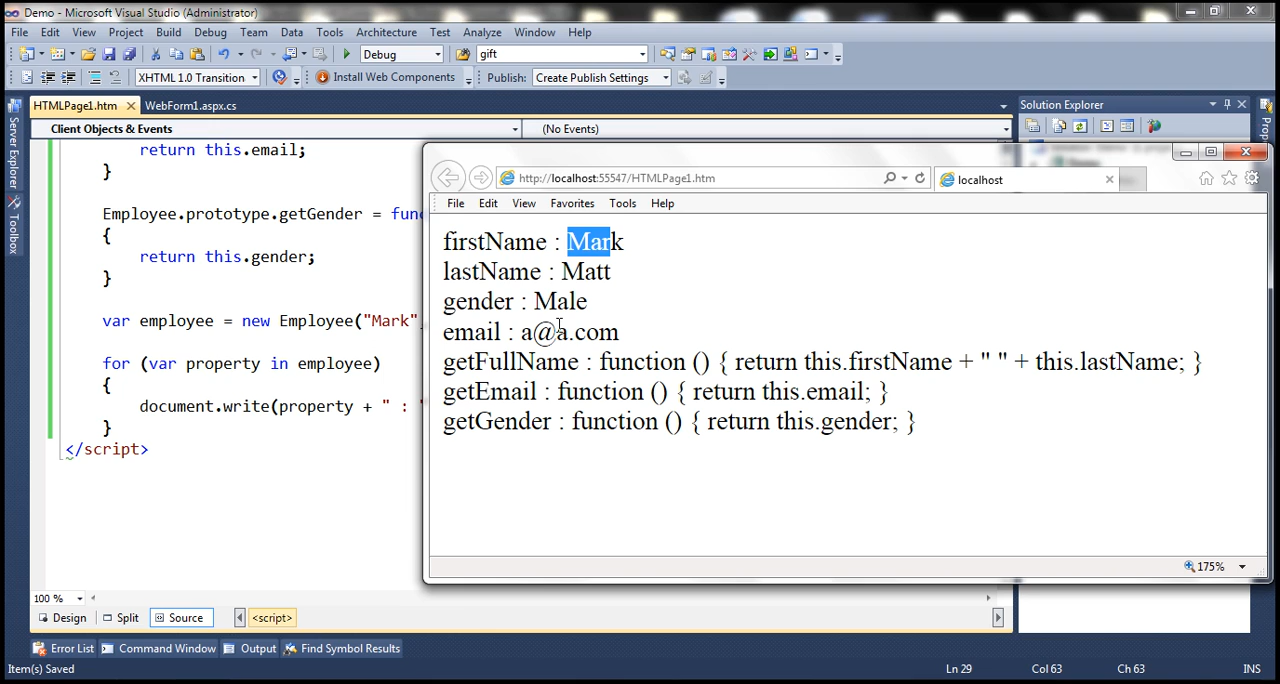 Demo - Microsoft Visual Studio (Administrator)
File Edit View Project Build Debug Team Data Tools Architecture Test Analyze Window Help
Debug gift
XHTML 1.0 Transition Install Web Components Publish: Create Publish Settings
HTMLPage1.htm WebForm1.aspx.cs
Solution Explorer
Client Objects & Events (No Events)
return this.email;
}
Employee.prototype.getGender = func
{
return this.gender;
}
var employee = new Employee("Mark"
for (var property in employee)
{
document.write(property + " : "
}
</script>
Server Explorer
Toolbox
http://localhost:55547/HTMLPage1.htm
localhost
File Edit View Favorites Tools Help
firstName : Mark
lastName : Matt
gender : Male
email : a@a.com
getFullName : function () { return this.firstName + " " + this.lastName; }
getEmail : function () { return this.email; }
getGender : function () { return this.gender; }
175%
100 %
Design Split Source <script>
Error List Command Window Output Find Symbol Results
Item(s) Saved Ln 29 Col 63 Ch 63 INS